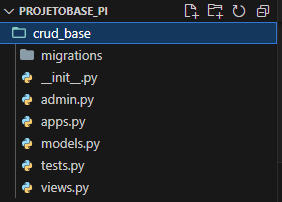 PROJETOBASE_PI
crud_base
migrations
__init__.py
admin.py
apps.py
models.py
tests.py
views.py